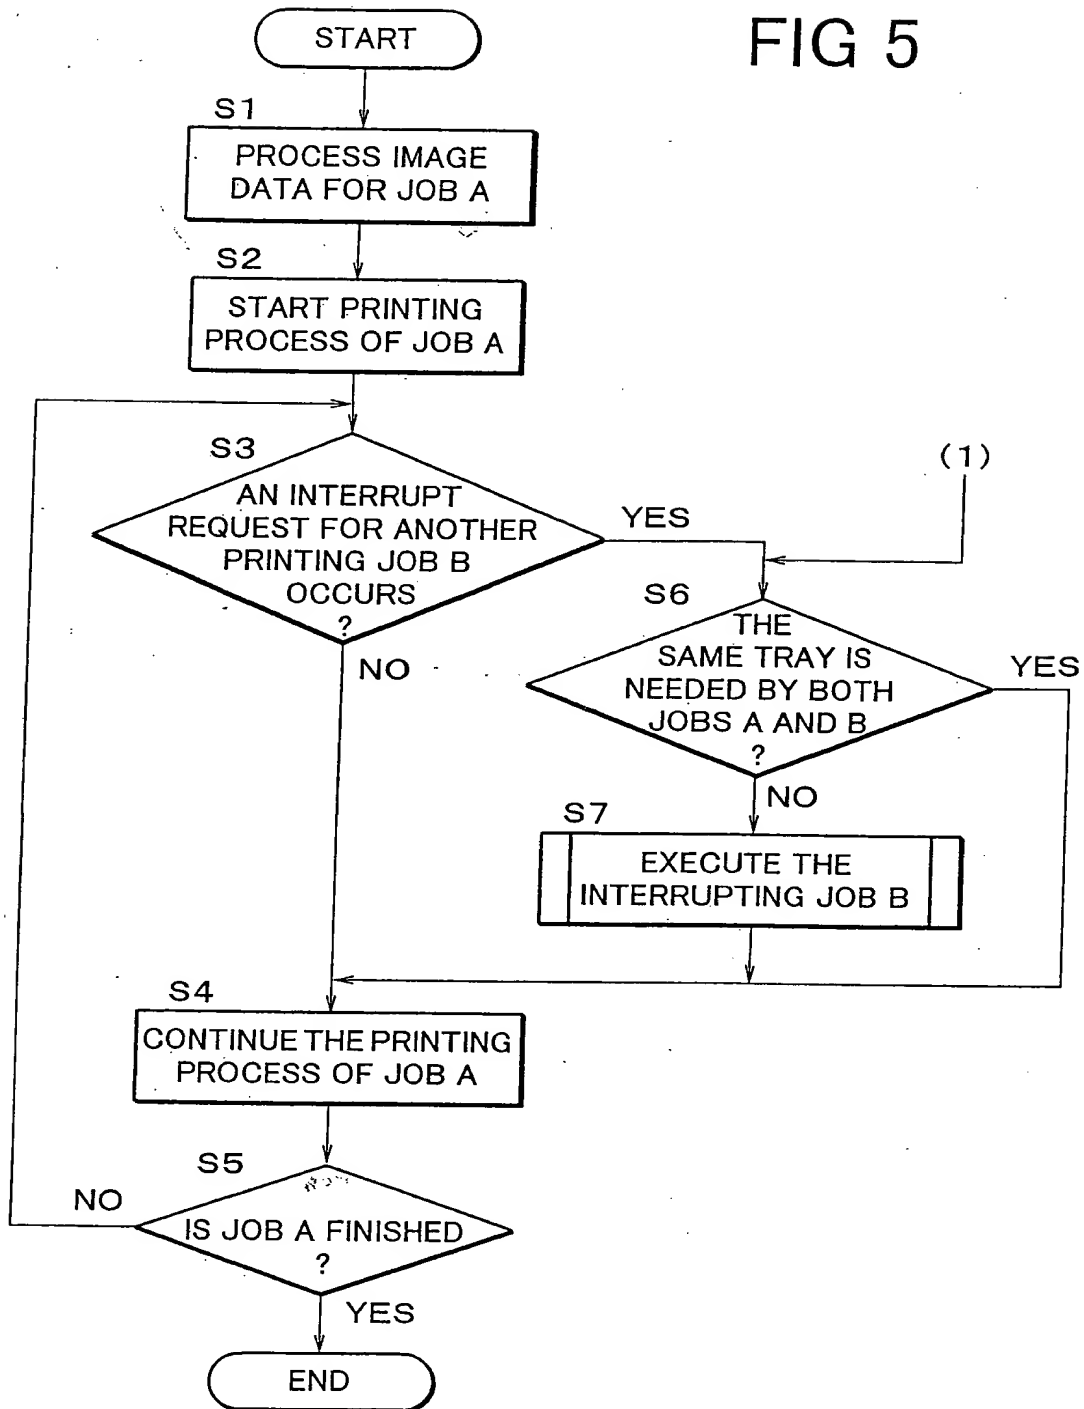 FIG 5
START
S1
PROCESS IMAGE
DATA FOR JOB A
S2
START PRINTING
PROCESS OF JOB A
S3
AN INTERRUPT
REQUEST FOR ANOTHER
PRINTING JOB B
OCCURS
?
YES
NO
(1)
S6
THE
SAME TRAY IS
NEEDED BY BOTH
JOBS A AND B
?
YES
NO
S7
EXECUTE THE
INTERRUPTING JOB B
S4
CONTINUE THE PRINTING
PROCESS OF JOB A
S5
IS JOB A FINISHED
?
NO
YES
END